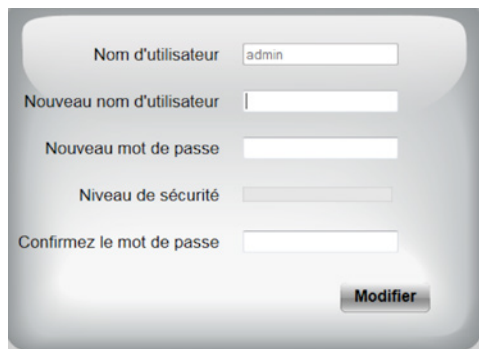 Nom d'utilisateur admin
Nouveau nom d'utilisateur
Nouveau mot de passe
Niveau de sécurité
Confirmez le mot de passe
Modifier